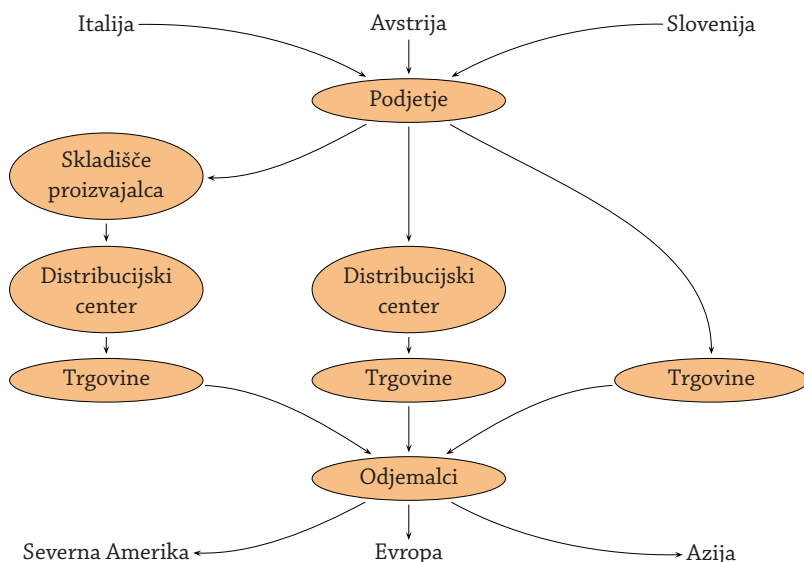 Italija
Avstrija
Slovenija
Podjetje
Skladišče
proizvajalca
Distribucijski
center
Distribucijski
center
Trgovine
Trgovine
Trgovine
Odjemalci
Severna Amerika
Evropa
Azija